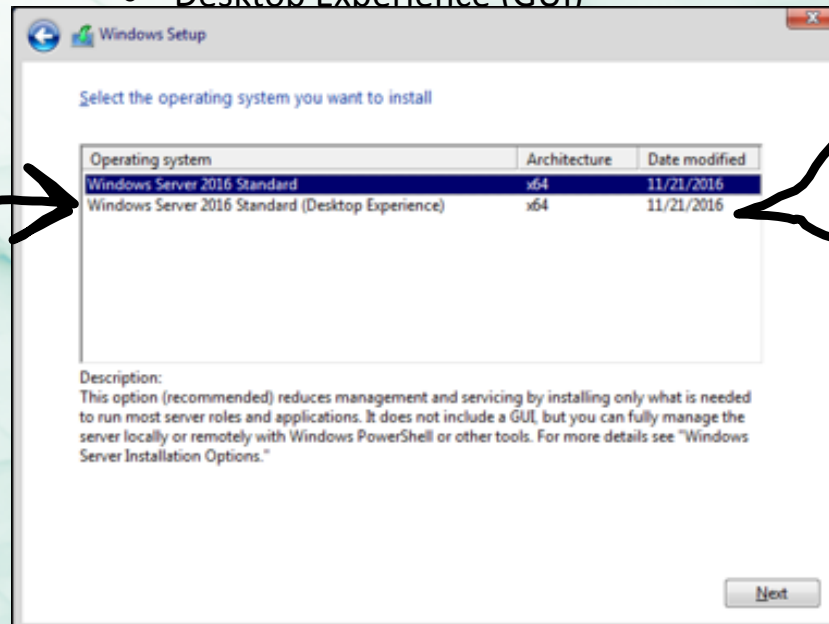 Desktop Experience (GUI)
Windows Setup
Select the operating system you want to install
Operating system Architecture Date modified
Windows Server 2016 Standard x64 11/21/2016
Windows Server 2016 Standard (Desktop Experience) x64 11/21/2016
Description:
This option (recommended) reduces management and servicing by installing only what is needed
to run most server roles and applications. It does not include a GUI, but you can fully manage the
server locally or remotely with Windows PowerShell or other tools. For more details see "Windows
Server Installation Options."
Next